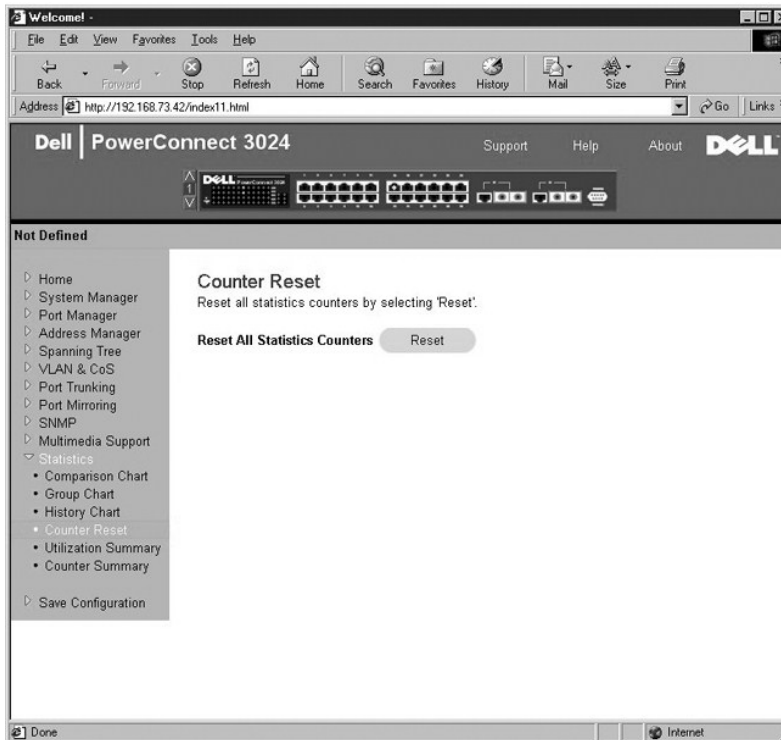 Welcome! -
File Edit View Favorites Tools Help
Back Forward Stop Refresh Home Search Favorites History Mail Size Print
Address http://192.168.73.42/index11.html Go Links
Dell PowerConnect 3024 Support Help About DELL
1
DELL PowerConnect 3024
Not Defined
Home
System Manager
Port Manager
Address Manager
Spanning Tree
VLAN & CoS
Port Trunking
Port Mirroring
SNMP
Multimedia Support
Statistics
• Comparison Chart
• Group Chart
• History Chart
• Counter Reset
• Utilization Summary
• Counter Summary
Save Configuration
Counter Reset
Reset all statistics counters by selecting 'Reset'.
Reset All Statistics Counters Reset
Done Internet